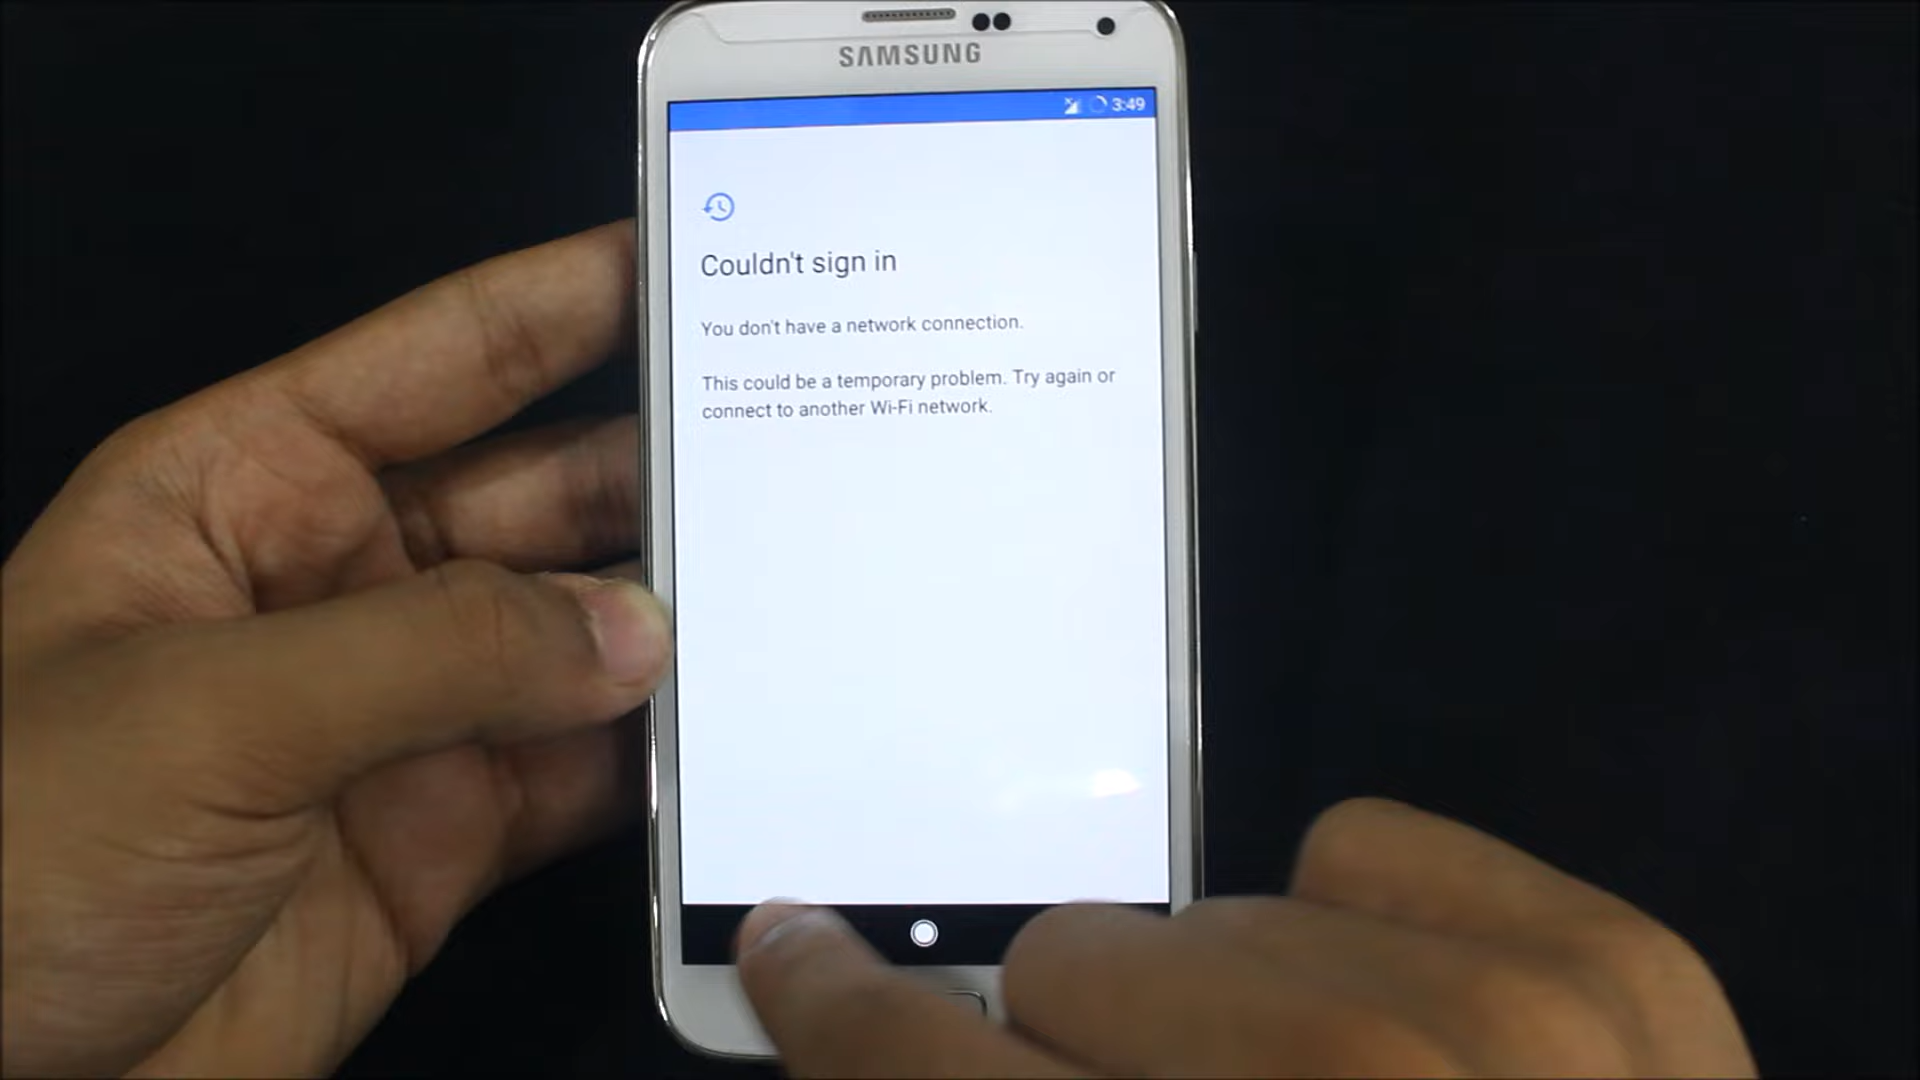 SAMSUNG
3:49
Couldn't sign in
You don't have a network connection.
This could be a temporary problem. Try again or
connect to another Wi-Fi network.